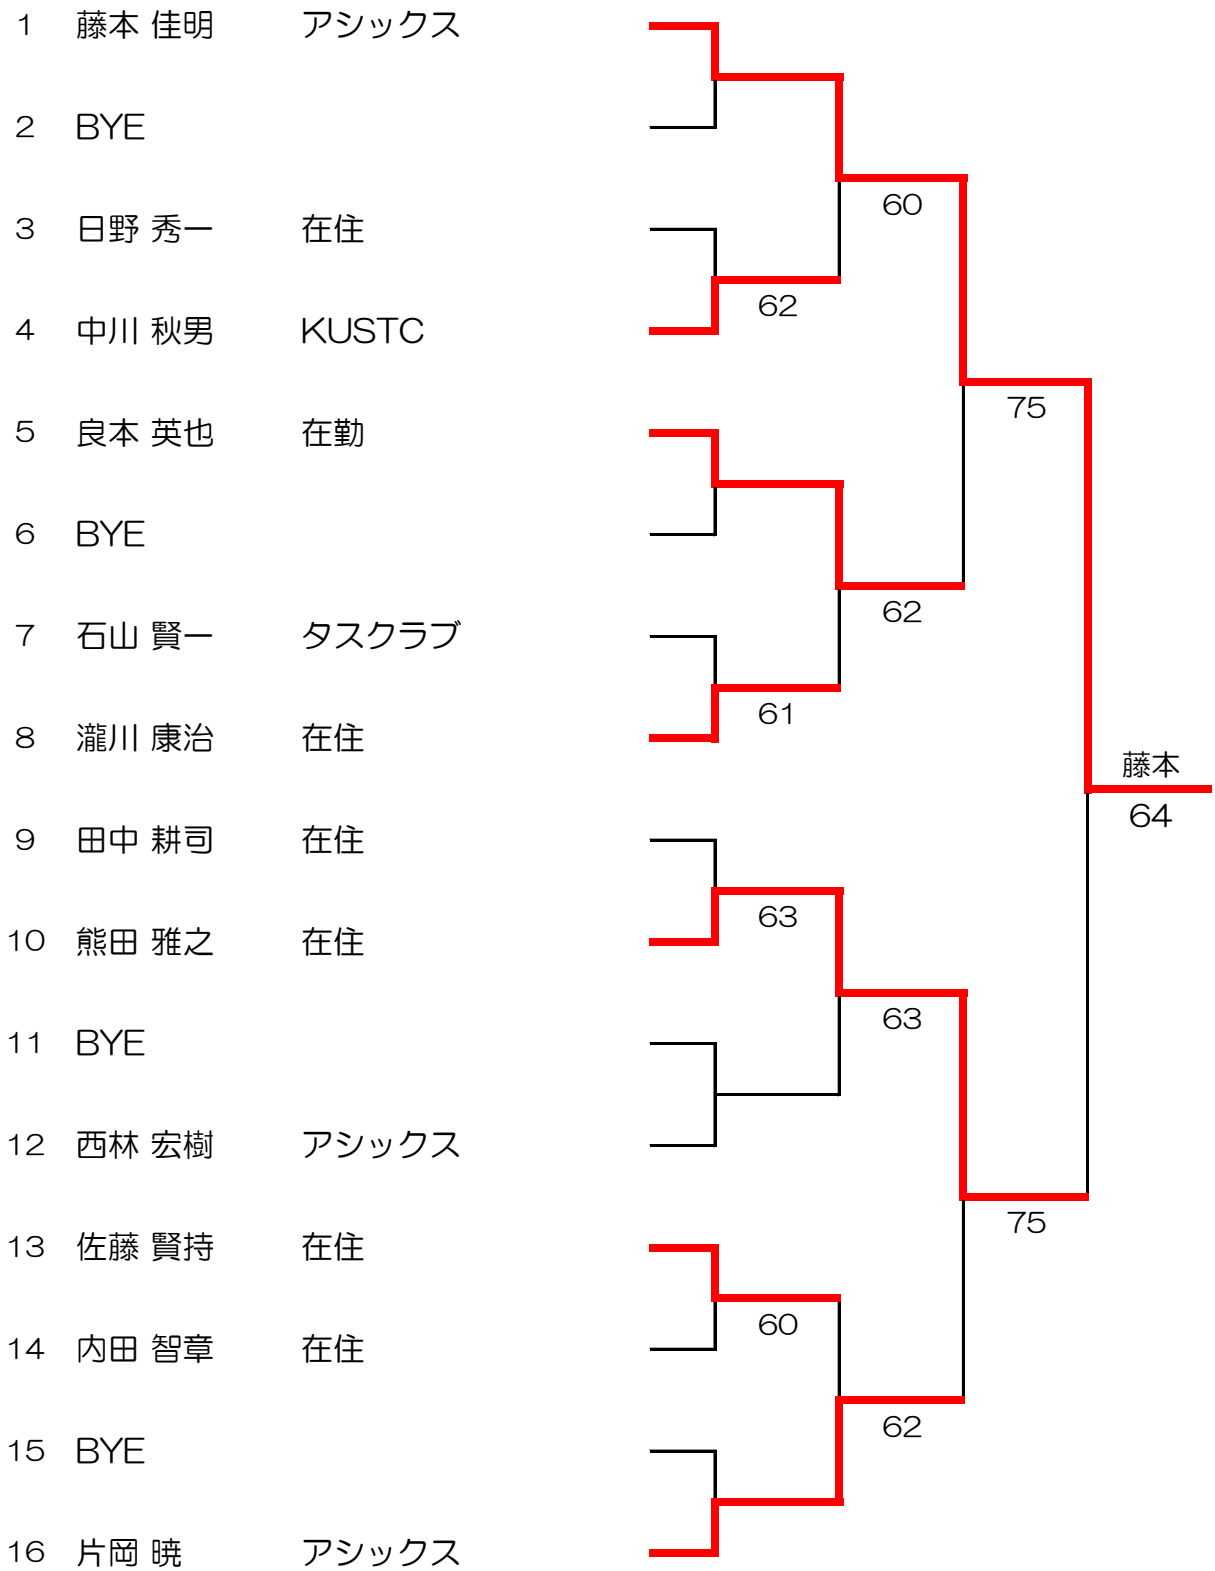 1 藤本 佳明 アシックス
2 BYE
60
3 日野 秀一 在住
62
4 中川 秋男 KUSTC
75
5 良本 英也 在勤
6 BYE
62
7 石山 賢一 タスクラブ
61
8 瀧川 康治 在住
藤本
64
9 田中 耕司 在住
63
10 熊田 雅之 在住
63
11 BYE
12 西林 宏樹 アシックス
75
13 佐藤 賢持 在住
60
14 内田 智章 在住
62
15 BYE
16 片岡 暁 アシックス